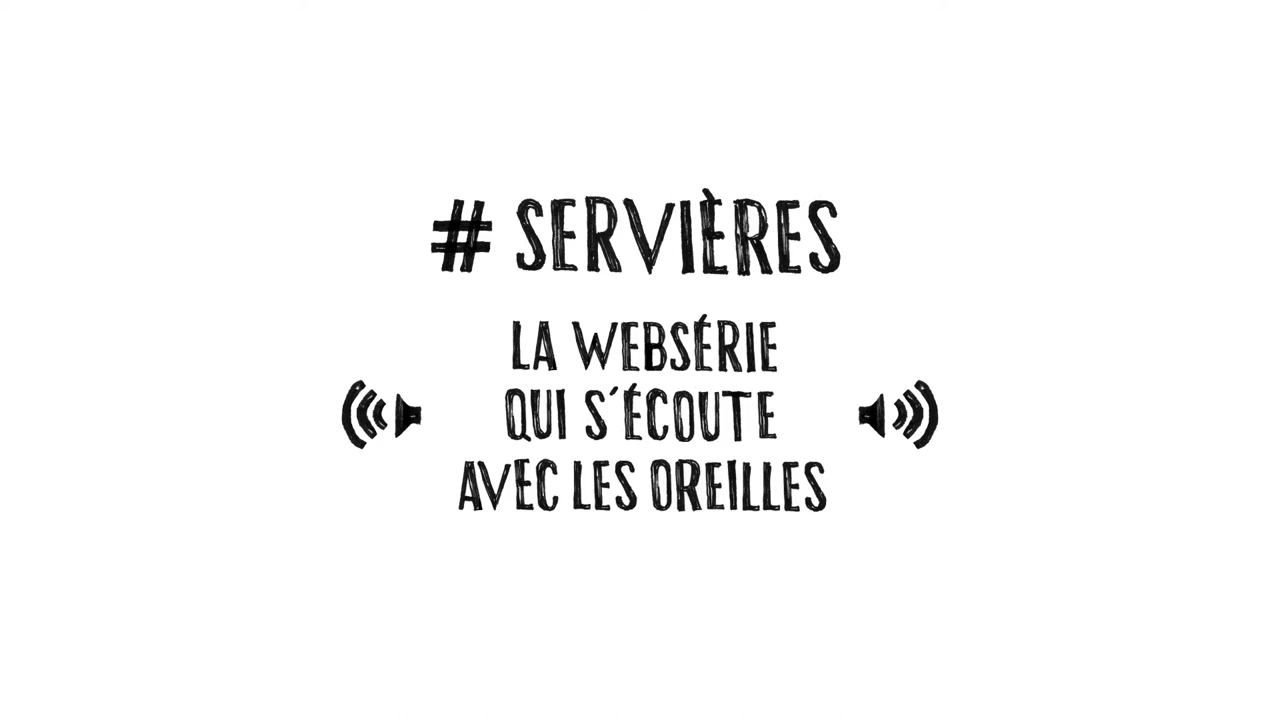 # SERVIÈRES
LA WEBSÉRIE
QUI S'ÉCOUTE
AVEC LES OREILLES